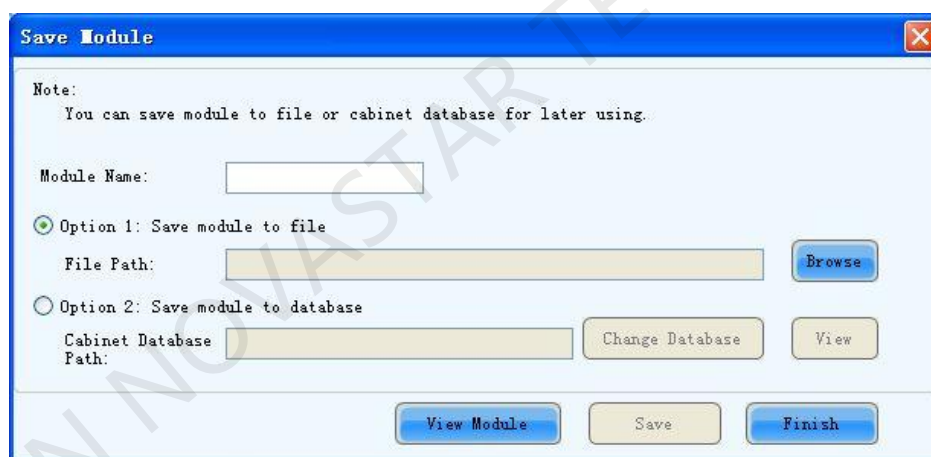 Save Module
Note:
You can save module to file or cabinet database for later using.
Module Name:
Option 1: Save module to file
File Path:
Browse
Option 2: Save module to database
Cabinet Database
Path:
Change Database
View
View Module
Save
Finish
N NOVASTAR TE